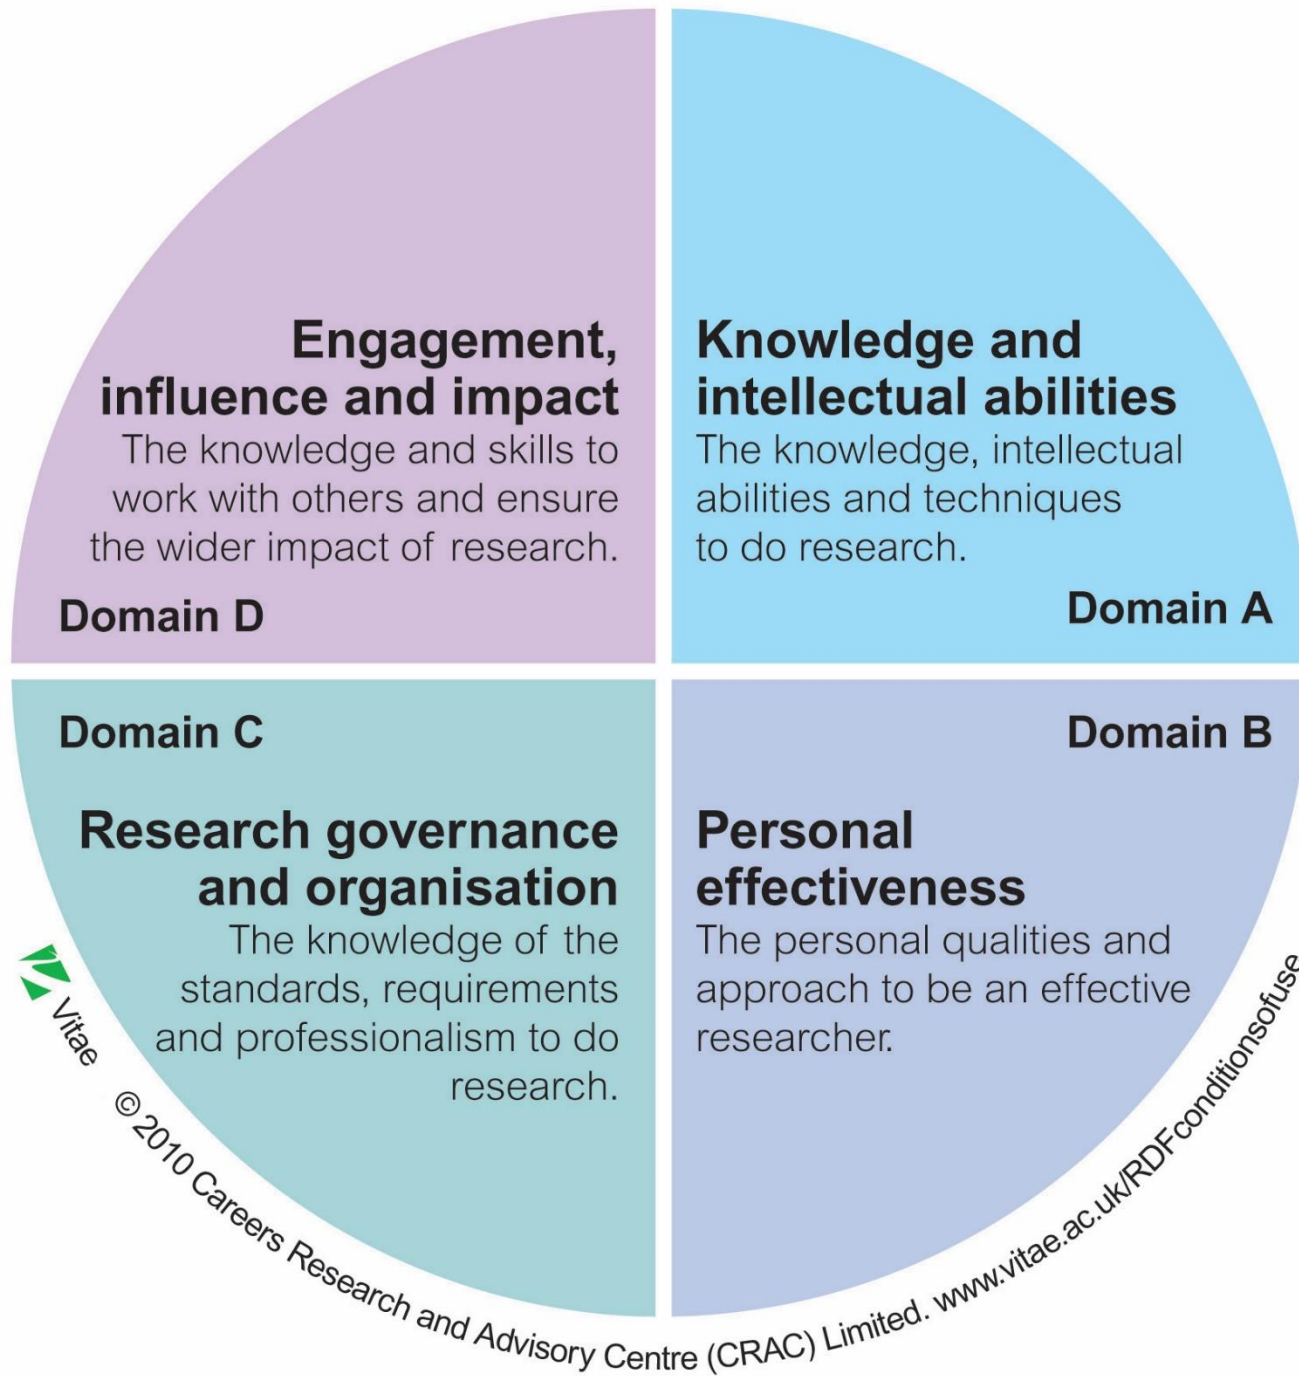 Engagement,
influence and impact
The knowledge and skills to
work with others and ensure
the wider impact of research.
Domain D
Knowledge and
intellectual abilities
The knowledge, intellectual
abilities and techniques
to do research.
Domain A
Domain C
Research governance
and organisation
The knowledge of the
standards, requirements
and professionalism to do
research.
Domain B
Personal
effectiveness
The personal qualities and
approach to be an effective
researcher.
Vitae © 2010 Careers Research and Advisory Centre (CRAC) Limited. www.vitae.ac.uk/RDFconditionsofuse